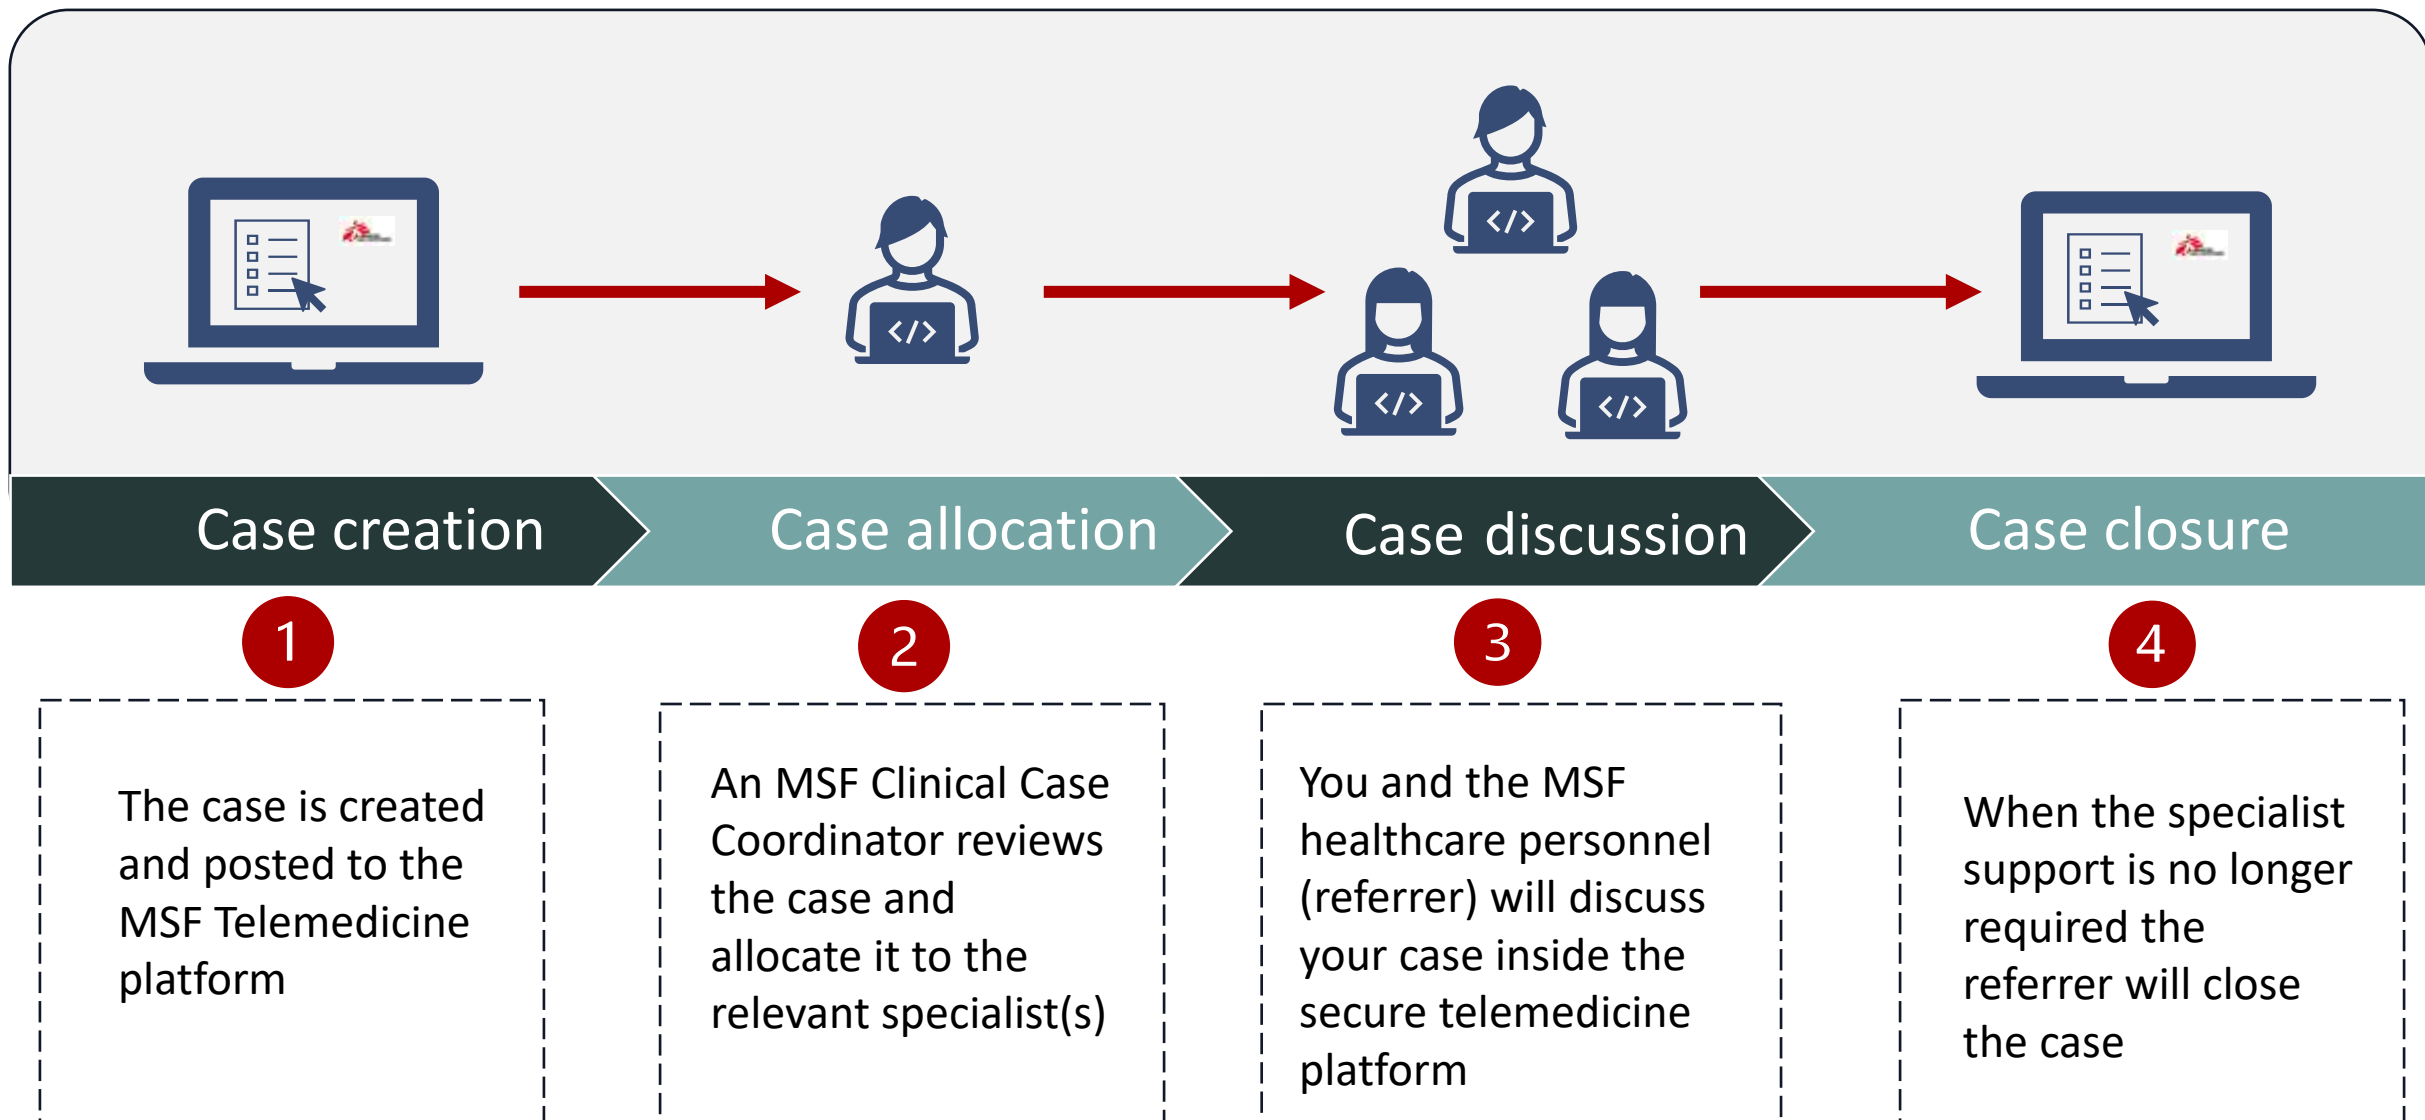 </>
</>
</>
</>
Case creation
Case allocation
Case discussion
Case closure
1
2
3
4
The case is created
and posted to the
MSF Telemedicine
platform
An MSF Clinical Case
Coordinator reviews
the case and
allocate it to the
relevant specialist(s)
You and the MSF
healthcare personnel
(referrer) will discuss
your case inside the
secure telemedicine
platform
When the specialist
support is no longer
required the
referrer will close
the case